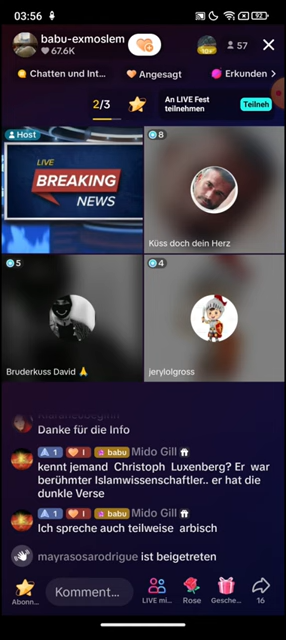 03:56
92
babu-exmoslem
67.6K
10+
57
Chatten und Int...
Angesagt
Erkunden
2/3
An LIVE Fest
teilnehmen
Teilneh
Host
8
LIVE
BREAKING
NEWS
Küss doch dein Herz
5
4
Bruderkuss David 🙏
jerylolgross
Danke für die Info
1 I babu Mido Gill
kennt jemand Christoph Luxenberg? Er war
berühmter Islamwissenschaftler.. er hat die
dunkle Verse
1 I babu Mido Gill
Ich spreche auch teilweise arbisch
mayrasosarodrigue ist beigetreten
Abonn...
Komment...
LIVE mi...
Rose
Gesche...
16